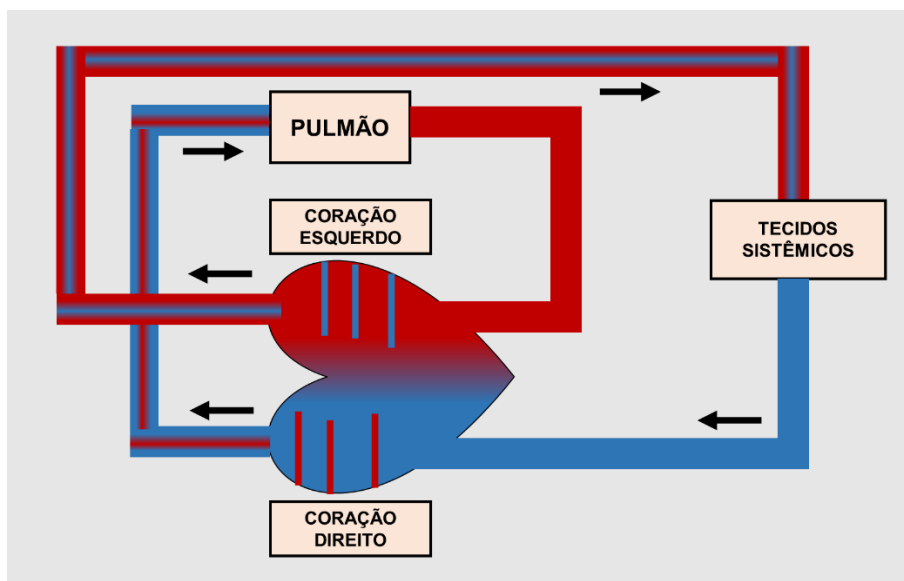 PULMÃO
CORAÇÃO
ESQUERDO
TECIDOS
SISTÊMICOS
CORAÇÃO
DIREITO